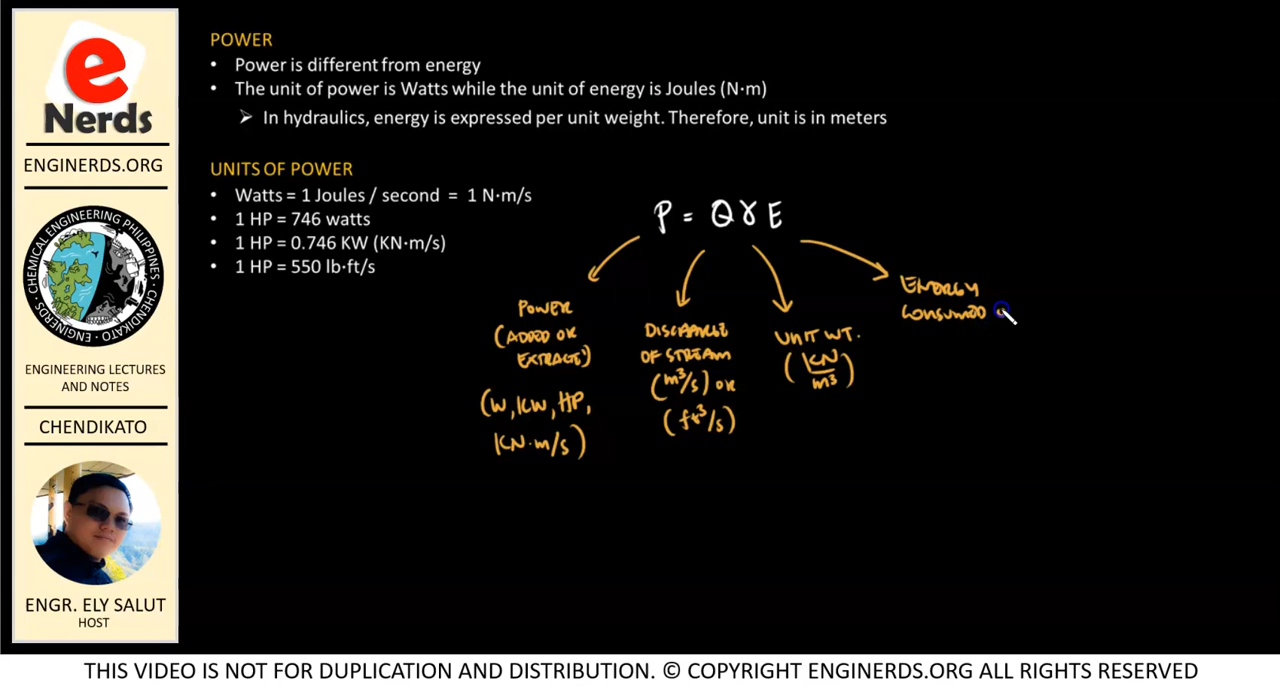 e
Nerds
ENGINERDS.ORG
CHEMICAL ENGINEERING PHILIPPINES • CHENDIKATO • ENGINERDS •
ENGINEERING LECTURES
AND NOTES
CHENDIKATO
ENGR. ELY SALUT
HOST
POWER
• Power is different from energy
• The unit of power is Watts while the unit of energy is Joules (N·m)
➢ In hydraulics, energy is expressed per unit weight. Therefore, unit is in meters
UNITS OF POWER
• Watts = 1 Joules / second = 1 N·m/s
• 1 HP = 746 watts
• 1 HP = 0.746 KW (KN·m/s)
• 1 HP = 550 lb·ft/s
P = QγE
POWER
(ADDED OR
EXTRACTED)
(W, KW, HP,
KN·m/s)
DISCHARGE
OF STREAM
(m³/s) OR
(ft³/s)
UNIT WT.
(KN/m³)
ENERGY
CONSUMED
THIS VIDEO IS NOT FOR DUPLICATION AND DISTRIBUTION. © COPYRIGHT ENGINERDS.ORG ALL RIGHTS RESERVED